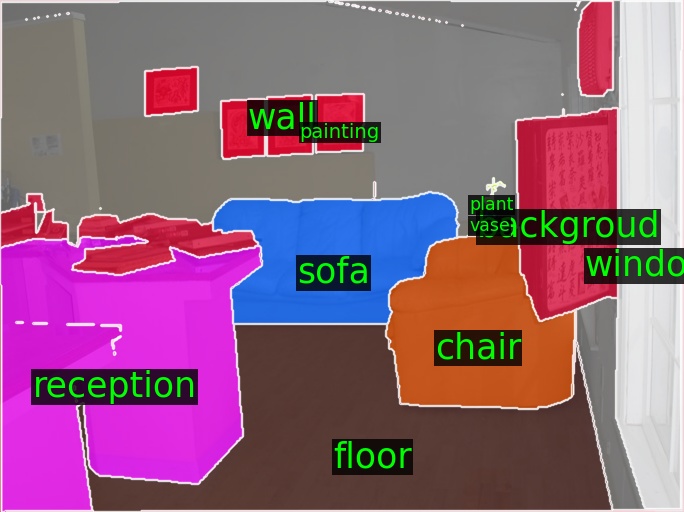 wall
painting
plant
vase
backgroud
windo
sofa
chair
reception
floor